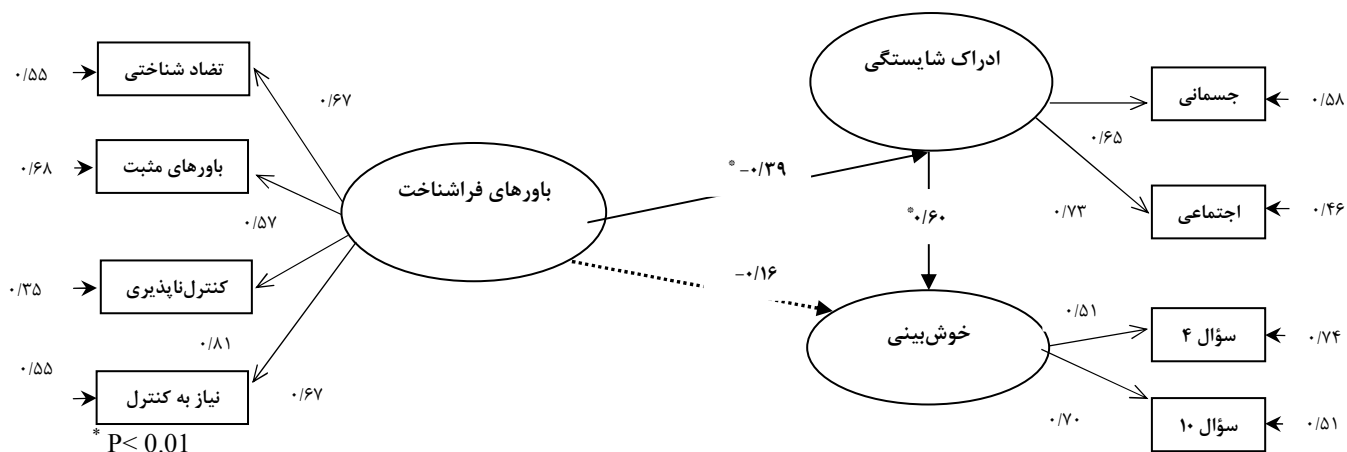 ادراک شایستگی
تضاد شناختی
۰/۵۵
۰/۶۷
جسمانی
۰/۵۸
۰/۶۵
باورهای مثبت
۰/۶۸
۰/۵۷
باورهای فراشناخت
* –۰/۳۹
۰/۷۳
اجتماعی
۰/۴۶
*۰/۶۰
کنترل‌ناپذیری
۰/۳۵
–۰/۱۶
۰/۸۱
خوش‌بینی
۰/۵۱
سؤال ۴
۰/۷۴
۰/۵۵
نیاز به کنترل
۰/۶۷
۰/۷۰
سؤال ۱۰
۰/۵۱
* P< 0.01